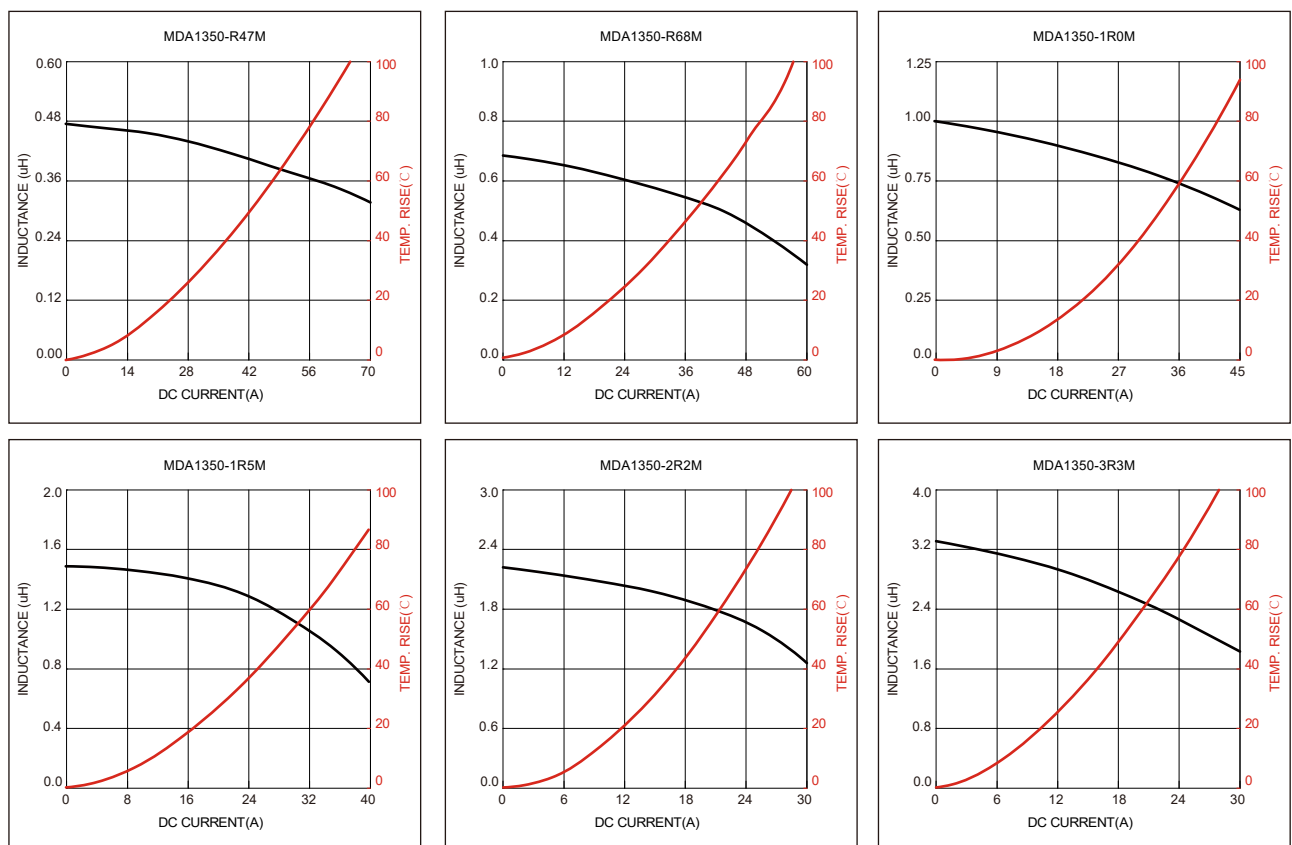 MDA1350-R47M
0.60
0.48
0.36
0.24
0.12
0.00
INDUCTANCE (uH)
100
80
60
40
20
0
TEMP. RISE(℃)
0 14 28 42 56 70
DC CURRENT(A)
MDA1350-R68M
1.0
0.8
0.6
0.4
0.2
0.0
INDUCTANCE (uH)
100
80
60
40
20
0
TEMP. RISE(℃)
0 12 24 36 48 60
DC CURRENT(A)
MDA1350-1R0M
1.25
1.00
0.75
0.50
0.25
0.0
INDUCTANCE (uH)
100
80
60
40
20
0
TEMP. RISE(℃)
0 9 18 27 36 45
DC CURRENT(A)
MDA1350-1R5M
2.0
1.6
1.2
0.8
0.4
0.0
INDUCTANCE (uH)
100
80
60
40
20
0
TEMP. RISE(℃)
0 8 16 24 32 40
DC CURRENT(A)
MDA1350-2R2M
3.0
2.4
1.8
1.2
0.6
0.0
INDUCTANCE (uH)
100
80
60
40
20
0
TEMP. RISE(℃)
0 6 12 18 24 30
DC CURRENT(A)
MDA1350-3R3M
4.0
3.2
2.4
1.6
0.8
0.0
INDUCTANCE (uH)
100
80
60
40
20
0
TEMP. RISE(℃)
0 6 12 18 24 30
DC CURRENT(A)